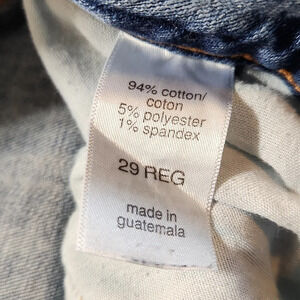 94% cotton/
coton
5% polyester
1% spandex
29 REG
made in
guatemala